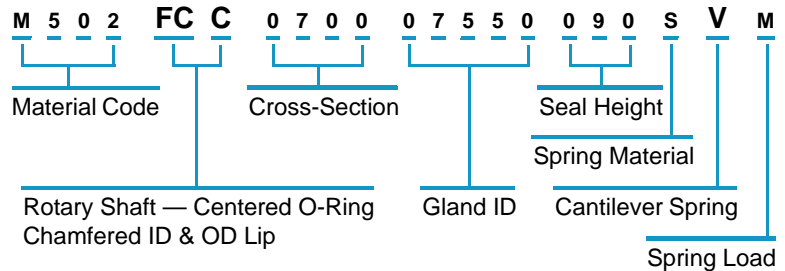 M 5 0 2 FC C 0 7 0 0 0 7 5 5 0 0 9 0 S V M
Material Code Cross-Section Seal Height
Spring Material
Rotary Shaft — Centered O-Ring Gland ID Cantilever Spring
Chamfered ID & OD Lip
Spring Load